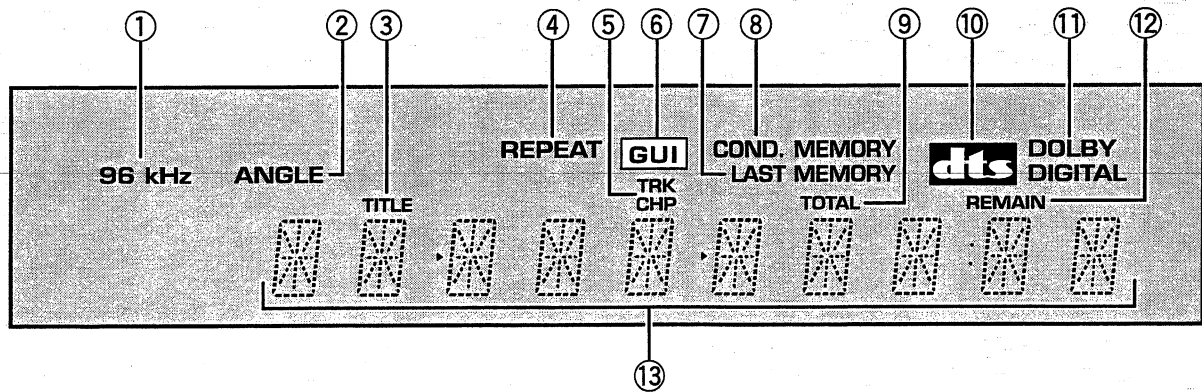 ① ② ③ ④ ⑤ ⑥ ⑦ ⑧ ⑨ ⑩ ⑪ ⑫
REPEAT GUI COND. MEMORY dts DOLBY
96 kHz ANGLE LAST MEMORY DIGITAL
TRK
TITLE CHP TOTAL REMAIN
⑬